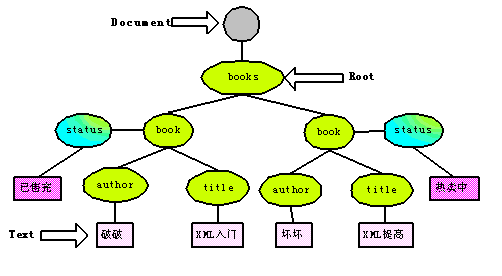 Document
books
Root
status
book
book
status
已售完
author
title
author
title
热卖中
Text
破破
XML入门
坏坏
XML提高